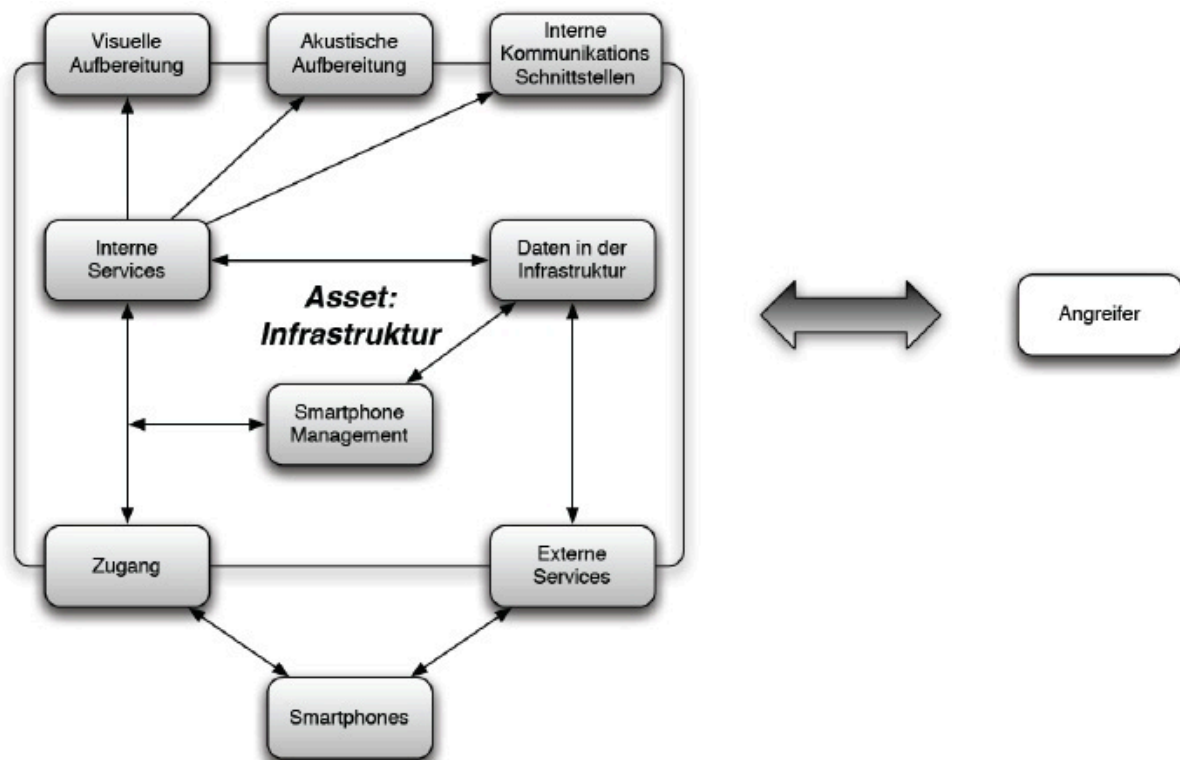 Visuelle
Aufbereitung
Akustische
Aufbereitung
Interne
Kommunikations
Schnittstellen
Interne
Services
Daten in der
Infrastruktur
Asset:
Infrastruktur
Angreifer
Smartphone
Management
Zugang
Externe
Services
Smartphones